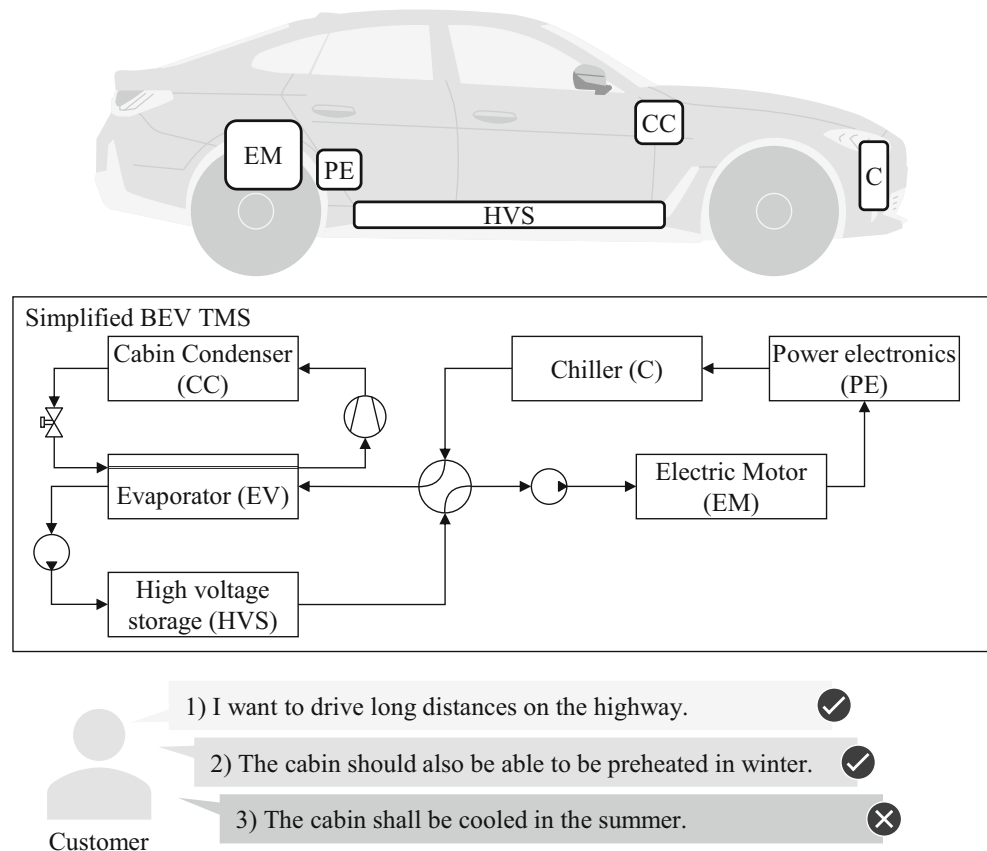 CC
EM
PE
C
HVS
Simplified BEV TMS
Cabin Condenser
(CC)
Chiller (C)
Power electronics
(PE)
Evaporator (EV)
Electric Motor
(EM)
High voltage
storage (HVS)
1) I want to drive long distances on the highway.
2) The cabin should also be able to be preheated in winter.
3) The cabin shall be cooled in the summer.
Customer